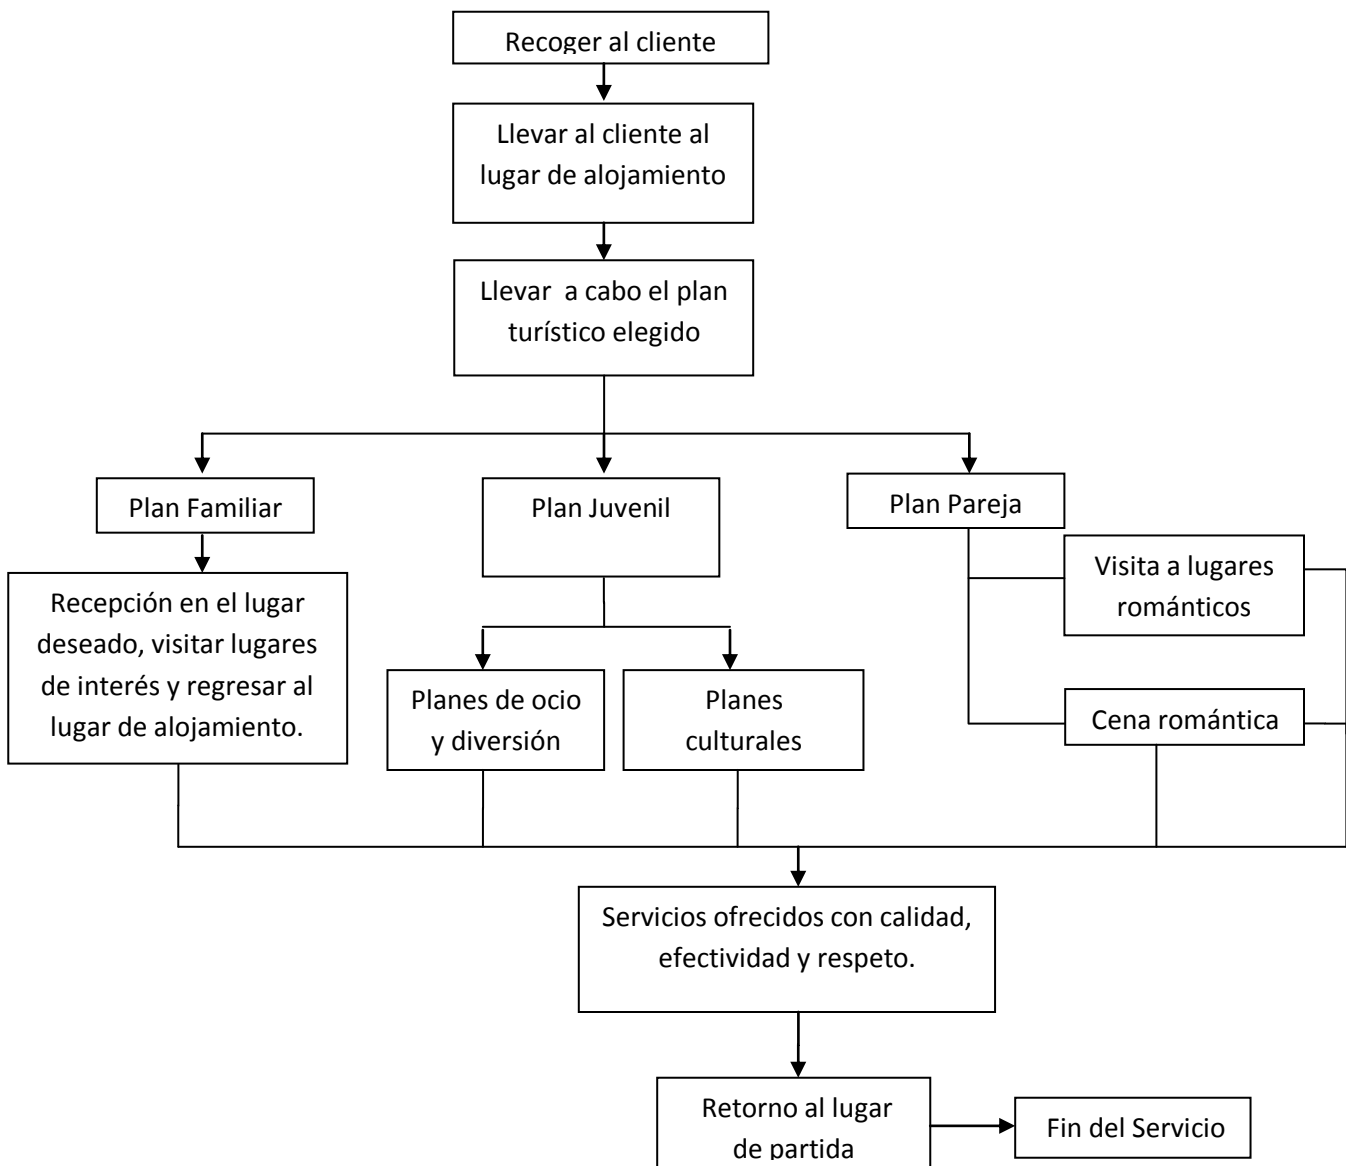 Recoger al cliente
Llevar al cliente al
lugar de alojamiento
Llevar a cabo el plan
turístico elegido
Plan Familiar
Plan Juvenil
Plan Pareja
Recepción en el lugar
deseado, visitar lugares
de interés y regresar al
lugar de alojamiento.
Planes de ocio
y diversión
Planes
culturales
Visita a lugares
románticos
Cena romántica
Servicios ofrecidos con calidad,
efectividad y respeto.
Retorno al lugar
de partida
Fin del Servicio